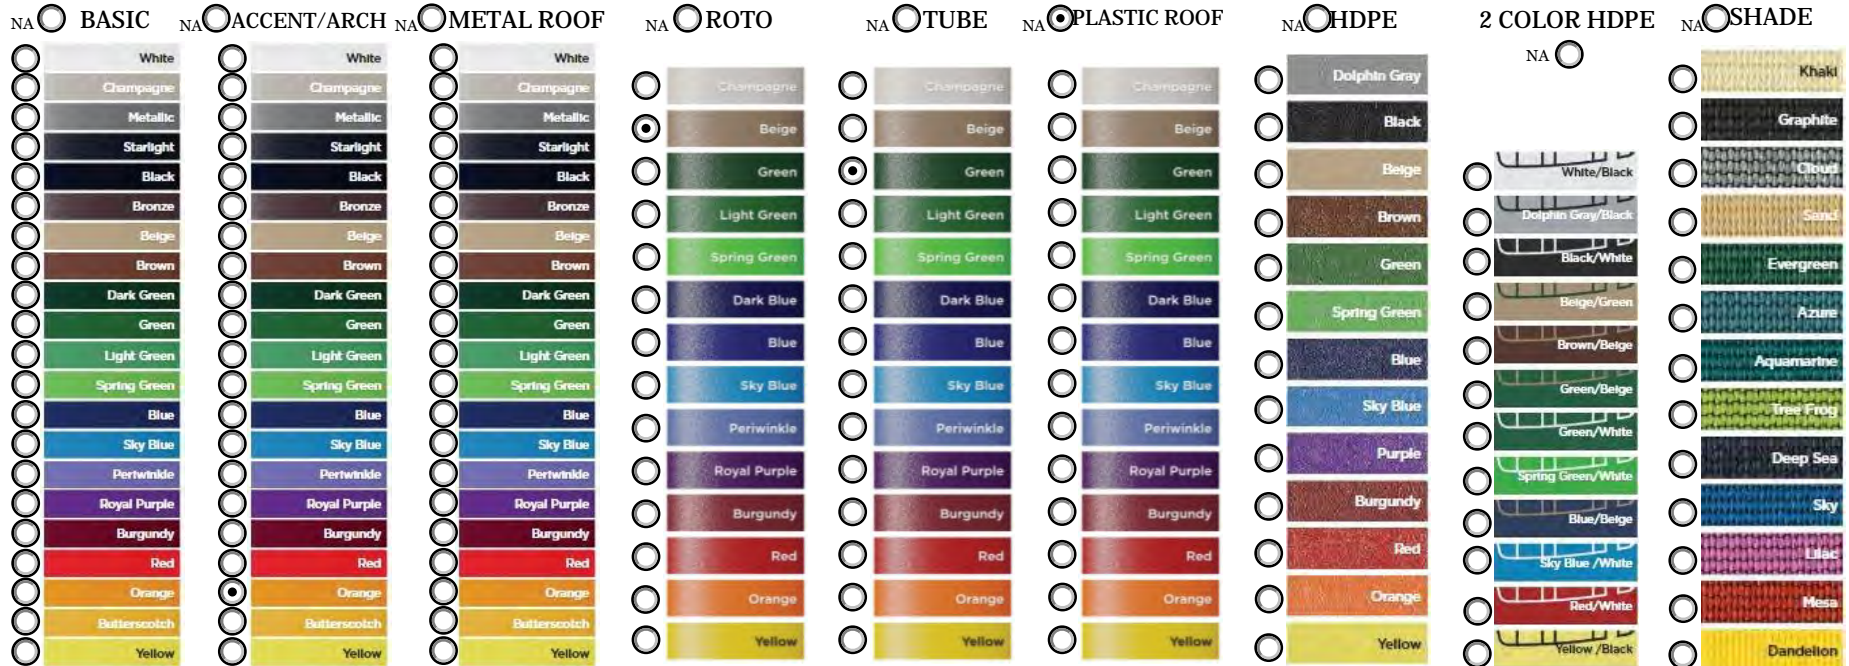 NA BASIC
White
Champagne
Metallic
Starlight
Black
Bronze
Beige
Brown
Dark Green
Green
Light Green
Spring Green
Blue
Sky Blue
Periwinkle
Royal Purple
Burgundy
Red
Orange
Butterscotch
Yellow
NA ACCENT/ARCH
White
Champagne
Metallic
Starlight
Black
Bronze
Beige
Brown
Dark Green
Green
Light Green
Spring Green
Blue
Sky Blue
Periwinkle
Royal Purple
Burgundy
Red
Orange
Butterscotch
Yellow
NA METAL ROOF
White
Champagne
Metallic
Starlight
Black
Bronze
Beige
Brown
Dark Green
Green
Light Green
Spring Green
Blue
Sky Blue
Periwinkle
Royal Purple
Burgundy
Red
Orange
Butterscotch
Yellow
NA ROTO
Champagne
Beige
Green
Light Green
Spring Green
Dark Blue
Blue
Sky Blue
Periwinkle
Royal Purple
Burgundy
Red
Orange
Yellow
NA TUBE
Champagne
Beige
Green
Light Green
Spring Green
Dark Blue
Blue
Sky Blue
Periwinkle
Royal Purple
Burgundy
Red
Orange
Yellow
NA PLASTIC ROOF
Champagne
Beige
Green
Light Green
Spring Green
Dark Blue
Blue
Sky Blue
Periwinkle
Royal Purple
Burgundy
Red
Orange
Yellow
NA HDPE
Dolphin Gray
Black
Beige
Brown
Green
Spring Green
Blue
Sky Blue
Purple
Burgundy
Red
Orange
Yellow
2 COLOR HDPE
NA
White/Black
Dolphin Gray/Black
Black/White
Beige/Green
Brown/Beige
Green/Beige
Green/White
Spring Green/White
Blue/Beige
Sky Blue /White
Red/White
Yellow /Black
NA SHADE
Khaki
Graphite
Cloud
Sand
Evergreen
Azure
Aquamarine
Tree Frog
Deep Sea
Sky
Lilac
Mesa
Dandelion